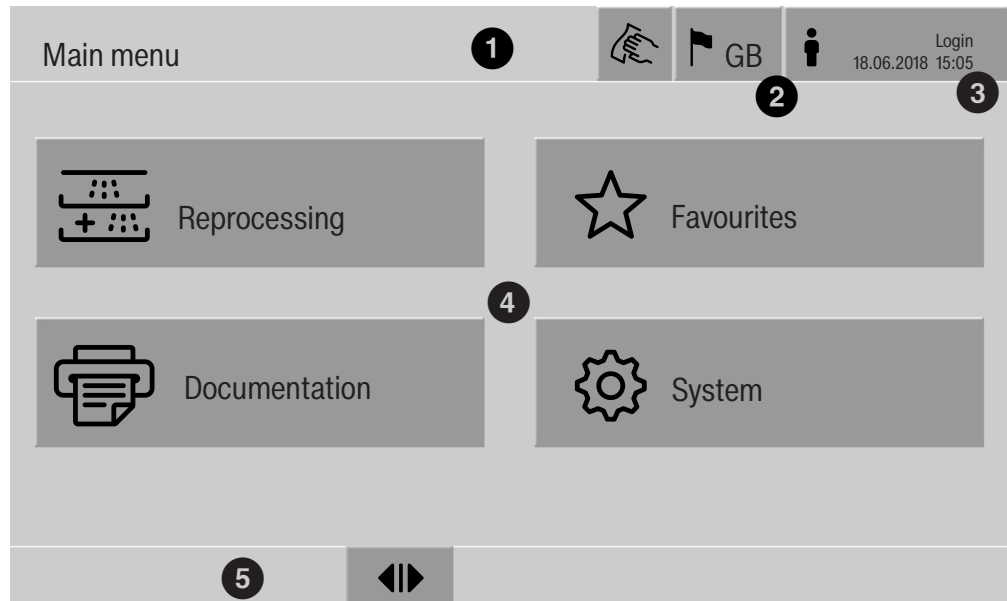 Main menu
1
GB
Login
18.06.2018 15:05
2
3
Reprocessing
Favourites
4
Documentation
System
5